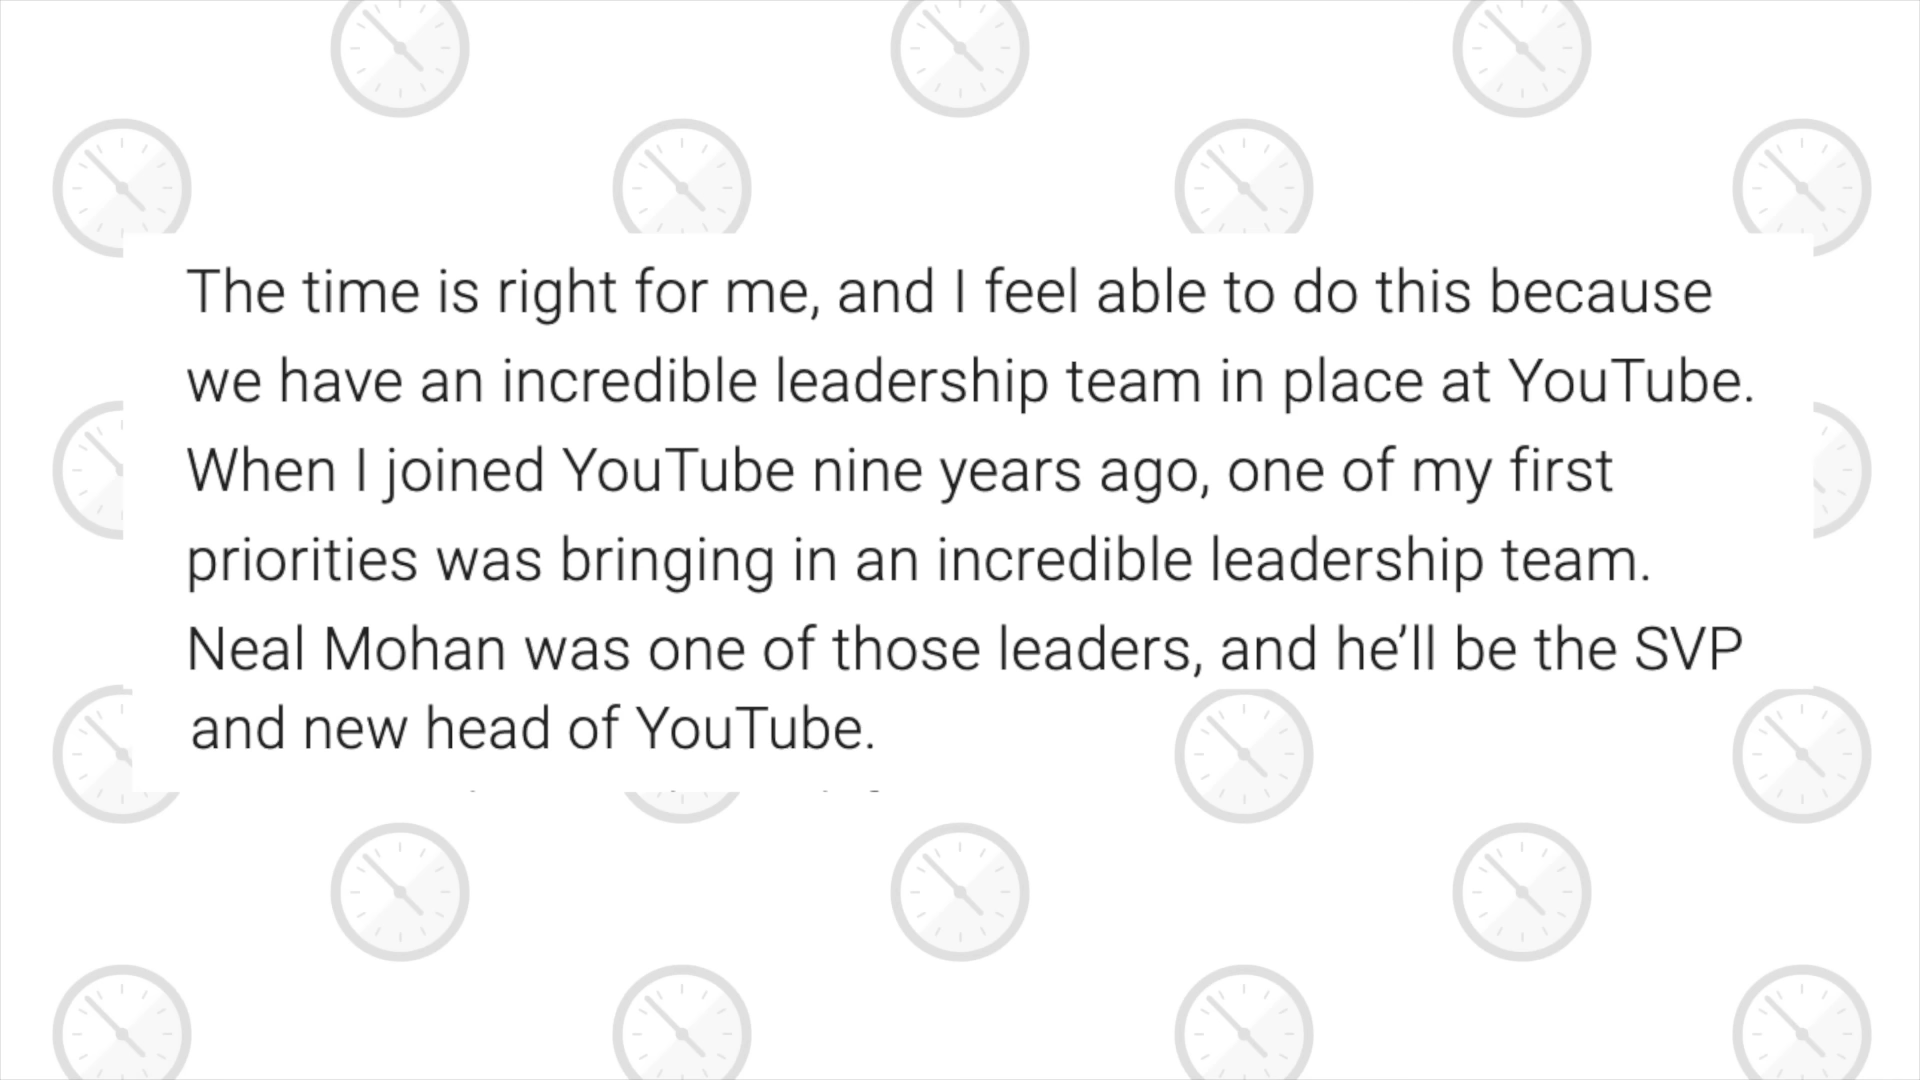 The time is right for me, and I feel able to do this because
we have an incredible leadership team in place at YouTube.
When I joined YouTube nine years ago, one of my first
priorities was bringing in an incredible leadership team.
Neal Mohan was one of those leaders, and he’ll be the SVP
and new head of YouTube.